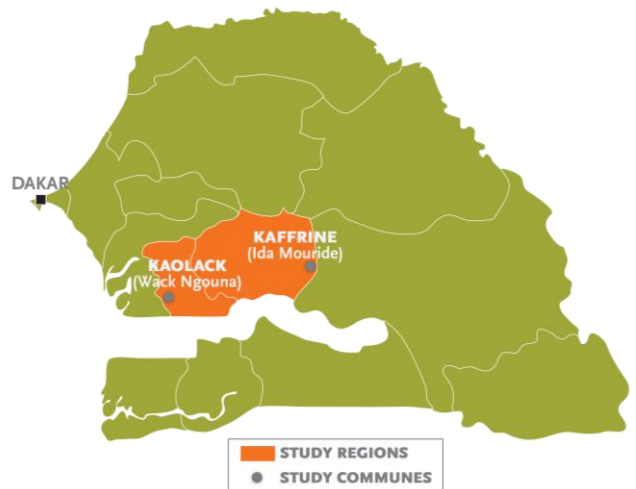 DAKAR
KAFFRINE
(Ida Mouride)
KAOLACK
(Wack Ngouna)
STUDY REGIONS
STUDY COMMUNES